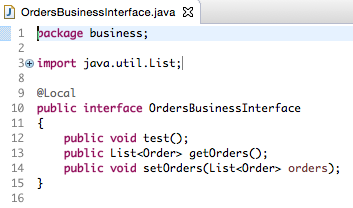 OrdersBusinessInterface.java
1 package business;
2
3 import java.util.List;
8
9 @Local
10 public interface OrdersBusinessInterface
11 {
12 public void test();
13 public List<Order> getOrders();
14 public void setOrders(List<Order> orders);
15 }
16